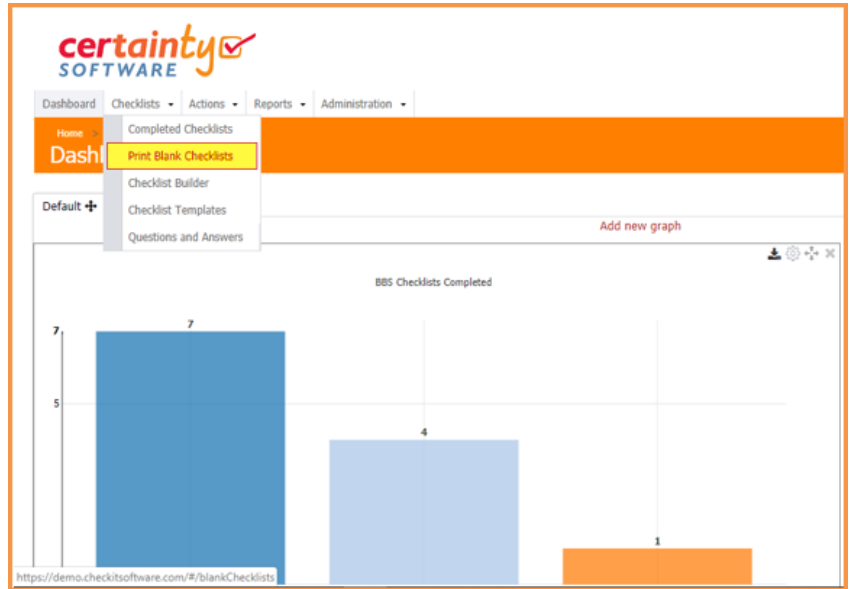 certainty
SOFTWARE
Dashboard Checklists Actions Reports Administration
Home >
Completed Checklists
Dash
Print Blank Checklists
Checklist Builder
Default
Checklist Templates
Add new graph
Questions and Answers
BBS Checklists Completed
7
7
5
4
1
https://demo.checkitsoftware.com/#/blankChecklists